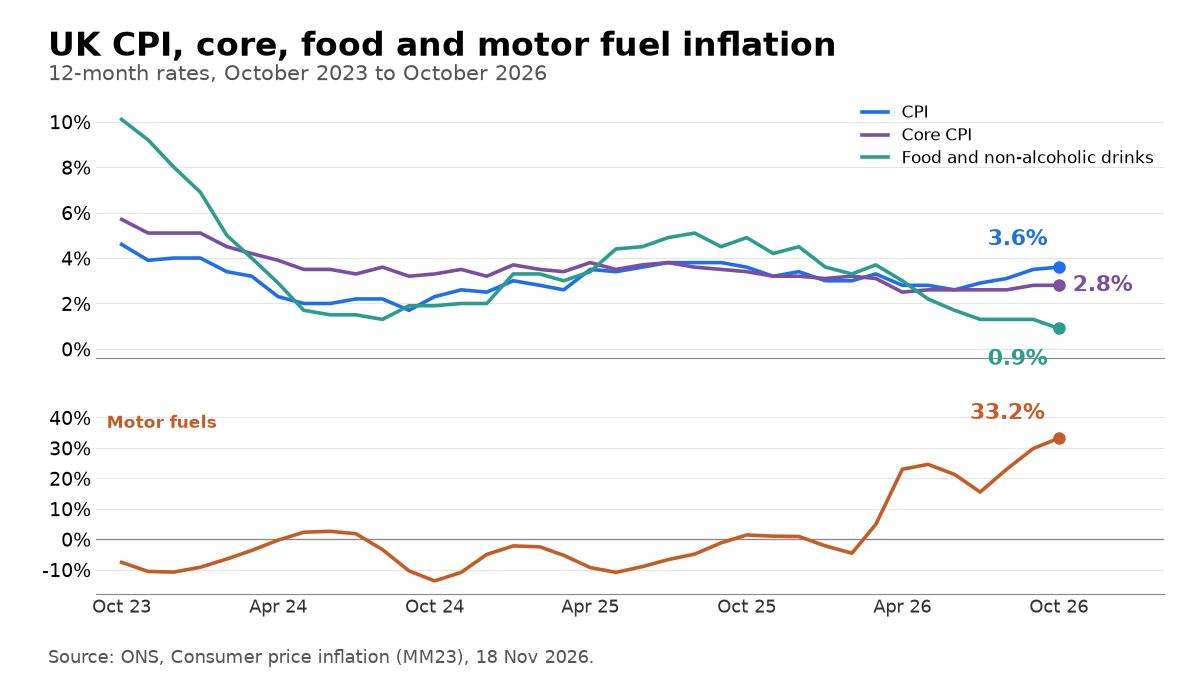 UK CPI, core, food and motor fuel inflation
12-month rates, October 2023 to October 2026
CPI
Core CPI
Food and non-alcoholic drinks
10%
8%
6%
4%
2%
0%
3.6%
2.8%
0.9%
Motor fuels
33.2%
40%
30%
20%
10%
0%
-10%
Oct 23 Apr 24 Oct 24 Apr 25 Oct 25 Apr 26 Oct 26
Source: ONS, Consumer price inflation (MM23), 18 Nov 2026.